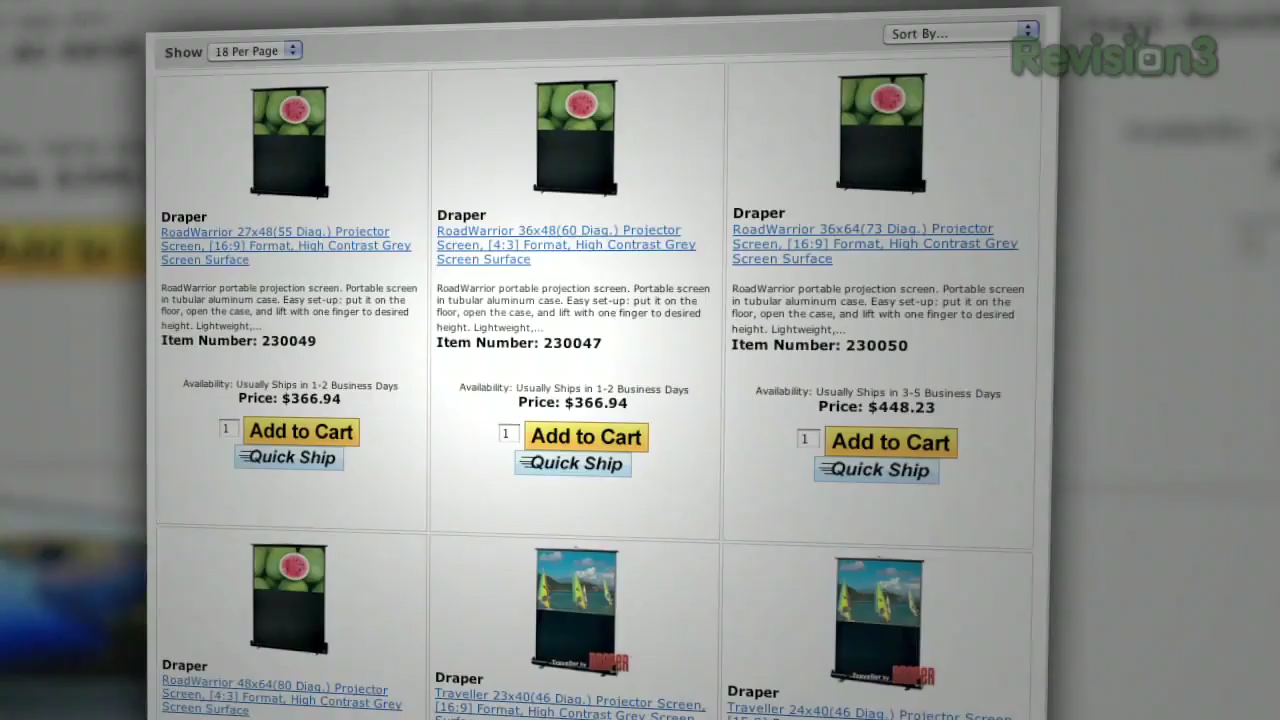 Show 18 Per Page
Sort By...
Revision3
Draper
RoadWarrior 27x48(55 Diag.) Projector
Screen, [16:9] Format, High Contrast Grey
Screen Surface
RoadWarrior portable projection screen. Portable screen
in tubular aluminum case. Easy set-up: put it on the
floor, open the case, and lift with one finger to desired
height. Lightweight,...
Item Number: 230049
Availability: Usually Ships in 1-2 Business Days
Price: $366.94
1 Add to Cart
Quick Ship
Draper
RoadWarrior 36x48(60 Diag.) Projector
Screen, [4:3] Format, High Contrast Grey
Screen Surface
RoadWarrior portable projection screen. Portable screen
in tubular aluminum case. Easy set-up: put it on the
floor, open the case, and lift with one finger to desired
height. Lightweight,...
Item Number: 230047
Availability: Usually Ships in 1-2 Business Days
Price: $366.94
1 Add to Cart
Quick Ship
Draper
RoadWarrior 36x64(73 Diag.) Projector
Screen, [16:9] Format, High Contrast Grey
Screen Surface
RoadWarrior portable projection screen. Portable screen
in tubular aluminum case. Easy set-up: put it on the
floor, open the case, and lift with one finger to desired
height. Lightweight,...
Item Number: 230050
Availability: Usually Ships in 3-5 Business Days
Price: $448.23
1 Add to Cart
Quick Ship
Draper
RoadWarrior 48x64(80 Diag.) Projector
Screen, [4:3] Format, High Contrast Grey
Screen Surface
Traveller by DRAPER
Draper
Traveller 23x40(46 Diag.) Projector Screen,
[16:9] Format, High Contrast Grey Screen
Traveller by DRAPER
Draper
Traveller 24x40(46 Diag.) Projector Screen